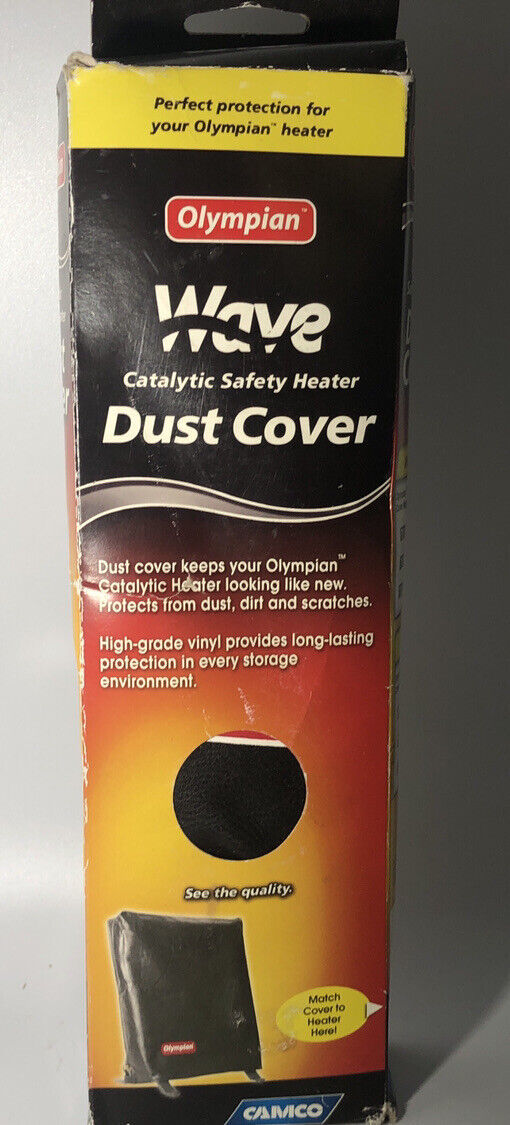 Perfect protection for
your Olympian™ heater
Olympian™
Wave
Catalytic Safety Heater
Dust Cover
Dust cover keeps your Olympian™
Catalytic Heater looking like new.
Protects from dust, dirt and scratches.
High-grade vinyl provides long-lasting
protection in every storage
environment.
See the quality.
Match
Cover to
Heater
Here!
Olympian
CAMCO